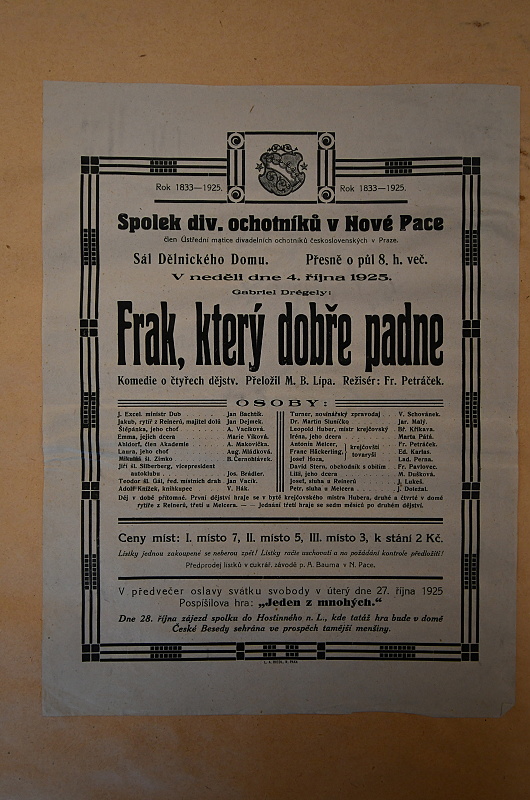 Rok 1833—1925.
Rok 1833—1925.
Spolek div. ochotníků v Nové Pace
člen Ústřední matice divadelních ochotníků československých v Praze.
Sál Dělnického Domu. Přesně o půl 8. h. več.
V neděli dne 4. října 1925.
Gabriel Drégely:
Frak, který dobře padne
Komedie o čtyřech dějstv. Přeložil M. B. Lípa. Režisér: Fr. Petráček.
OSOBY:
J. Excel. ministr Dub Jan Bachtík.
Jakub, rytíř z Reinerů, majitel dolů Jan Dejmek.
Štěpánka, jeho choť A. Vacíková.
Emma, jejich dcera Marie Vlková.
Ahldorf, člen Akademie A. Makovička.
Laura, jeho choť Aug. Mládková.
Mikuláš šl. Zimko B. Černohlávek.
Jiří šl. Silberberg, vicepresident
autoklubu Jos. Brádler.
Teodor šl. Gál, řed. místních drah Jan Vacík.
Adolf Knížek, knihkupec V. Hák.
Turner, novinářský zpravodaj V. Schovánek.
Dr. Martin Sluníčko Jar. Malý.
Leopold Huber, mistr krejčovský Bř. Křikava.
Irena, jeho dcera Marta Pátá.
Antonín Melcer, Fr. Petráček.
Franc Häckerling, krejčovští Ed. Karlas.
Josef Hoza, tovaryši Lad. Perna.
David Stern, obchodník s obilím Fr. Pavlovec.
Lili, jeho dcera M. Dušková.
Josef, sluha u Reinerů J. Lukeš.
Petr, sluha u Melcera J. Doležal.
Děj v době přítomné. První dějství hraje se v bytě krejčovského mistra Hubera, druhé a čtvrté v domě
rytíře z Reinerů, třetí u Melcera. — — Jednání třetí hraje se sedm měsíců po druhém dějství.
Ceny míst: I. místo 7, II. místo 5, III. místo 3, k stání 2 Kč.
Lístky jednou zakoupené se neberou zpět! Lístky račte uschovati a na požádání kontrole předložiti!
Předprodej lístků v cukrář. závodě p. A. Bauma v N. Pace.
V předvečer oslavy svátku svobody v úterý dne 27. října 1925
Pospíšilova hra: „Jeden z mnohých."
Dne 28. října zájezd spolku do Hostinného n. L., kde tatáž hra bude v domě
České Besedy sehrána ve prospěch tamější menšiny.